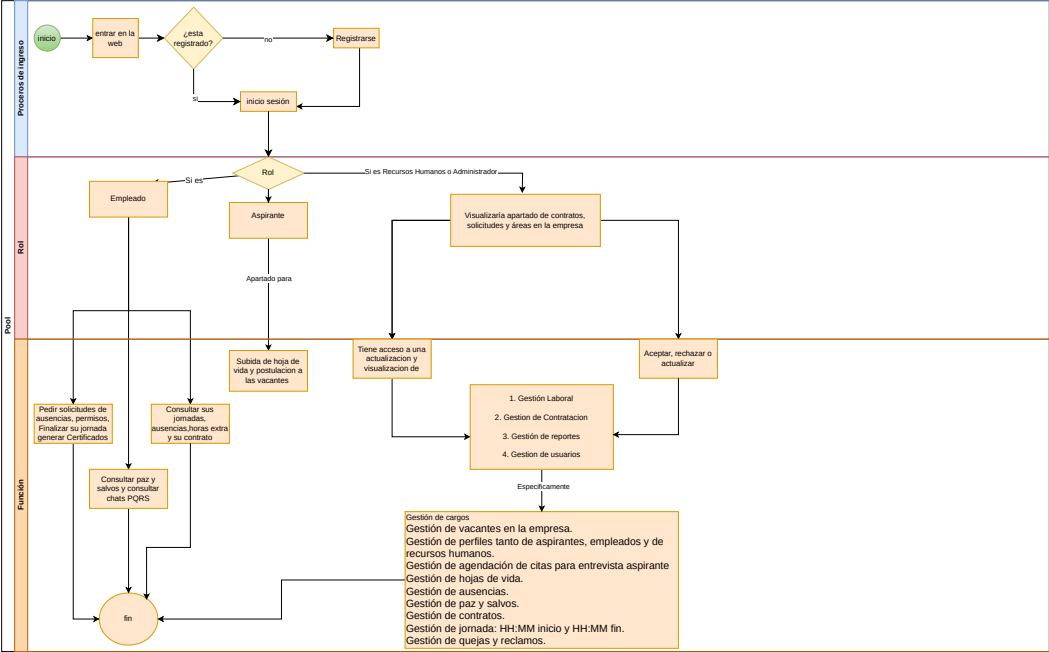 Pool
Proceros de ingreso
inicio
entrar en la
web
¿esta
registrado?
no
Registrarse
si
inicio sesión
Rol
Rol
Si es
Si es Recursos Humanos o Administrador
Empleado
Aspirante
Visualizaría apartado de contratos,
solicitudes y áreas en la empresa
Apartado para
Función
Tiene acceso a una
actualizacion y
visualizacion de
Aceptar, rechazar o
actualizar
Subida de hoja de
vida y postulacion a
las vacantes
Pedir solicitudes de
ausencias, permisos,
Finalizar su jornada
generar Certificados
Consultar sus
jornadas,
ausencias,horas extra
y su contrato
1. Gestión Laboral
2. Gestion de Contratacion
3. Gestión de reportes
4. Gestion de usuarios
Consultar paz y
salvos y consultar
chats PQRS
Especificamente
Gestión de cargos
Gestión de vacantes en la empresa.
Gestión de perfiles tanto de aspirantes, empleados y de
recursos humanos.
Gestión de agendación de citas para entrevista aspirante
Gestión de hojas de vida.
Gestión de ausencias.
Gestión de paz y salvos.
Gestión de contratos.
Gestión de jornada: HH:MM inicio y HH:MM fin.
Gestión de quejas y reclamos.
fin